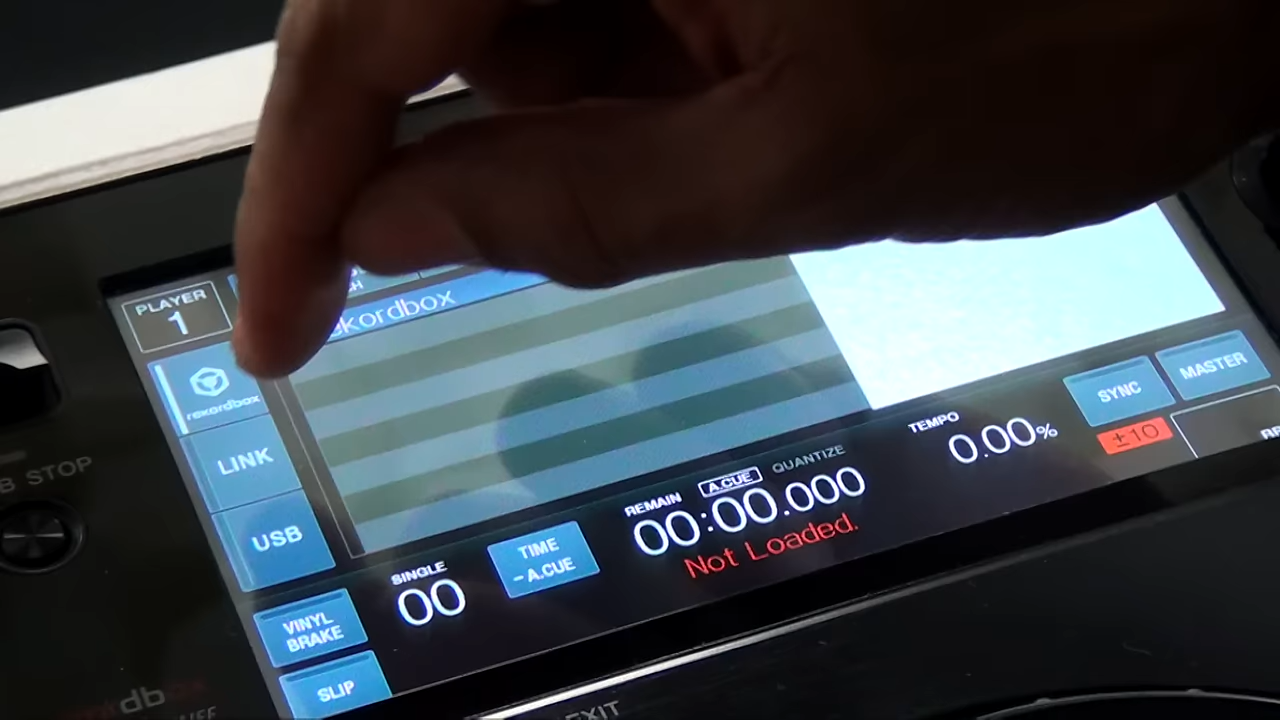 PLAYER
1
rekordbox
rekordbox
LINK
USB
STOP
VINYL
BRAKE
SLIP
SINGLE
00
TIME
-A.CUE
REMAIN
A.CUE
QUANTIZE
00:00.000
Not Loaded.
TEMPO
0.00%
SYNC
MASTER
±10
EXIT